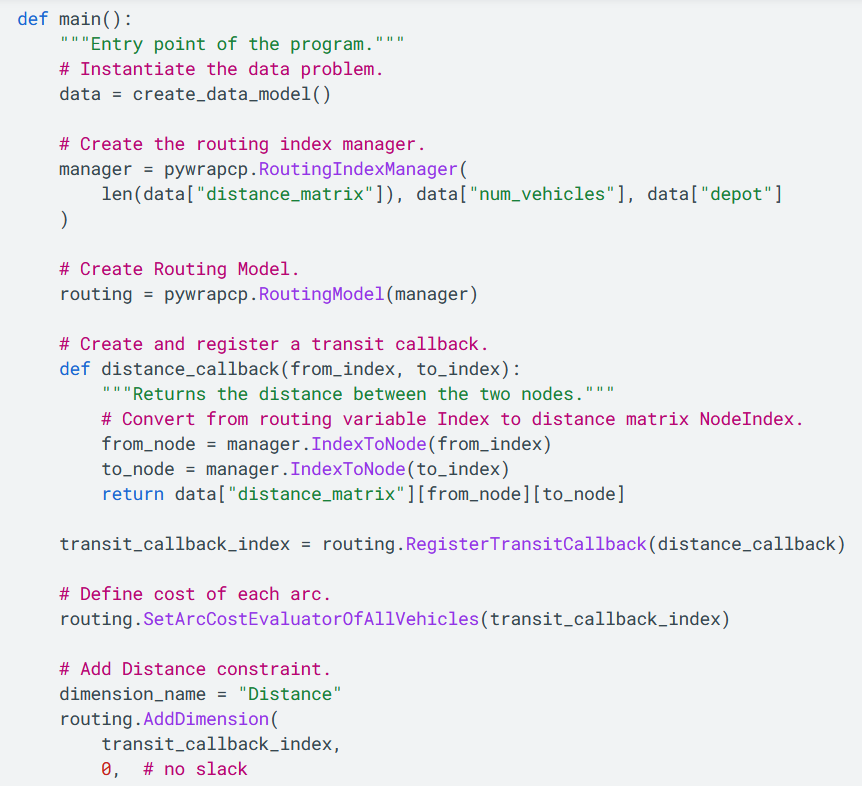 def main():
    """Entry point of the program."""
    # Instantiate the data problem.
    data = create_data_model()

    # Create the routing index manager.
    manager = pywrapcp.RoutingIndexManager(
        len(data["distance_matrix"]), data["num_vehicles"], data["depot"]
    )

    # Create Routing Model.
    routing = pywrapcp.RoutingModel(manager)

    # Create and register a transit callback.
    def distance_callback(from_index, to_index):
        """Returns the distance between the two nodes."""
        # Convert from routing variable Index to distance matrix NodeIndex.
        from_node = manager.IndexToNode(from_index)
        to_node = manager.IndexToNode(to_index)
        return data["distance_matrix"][from_node][to_node]

    transit_callback_index = routing.RegisterTransitCallback(distance_callback)

    # Define cost of each arc.
    routing.SetArcCostEvaluatorOfAllVehicles(transit_callback_index)

    # Add Distance constraint.
    dimension_name = "Distance"
    routing.AddDimension(
        transit_callback_index,
        0,  # no slack